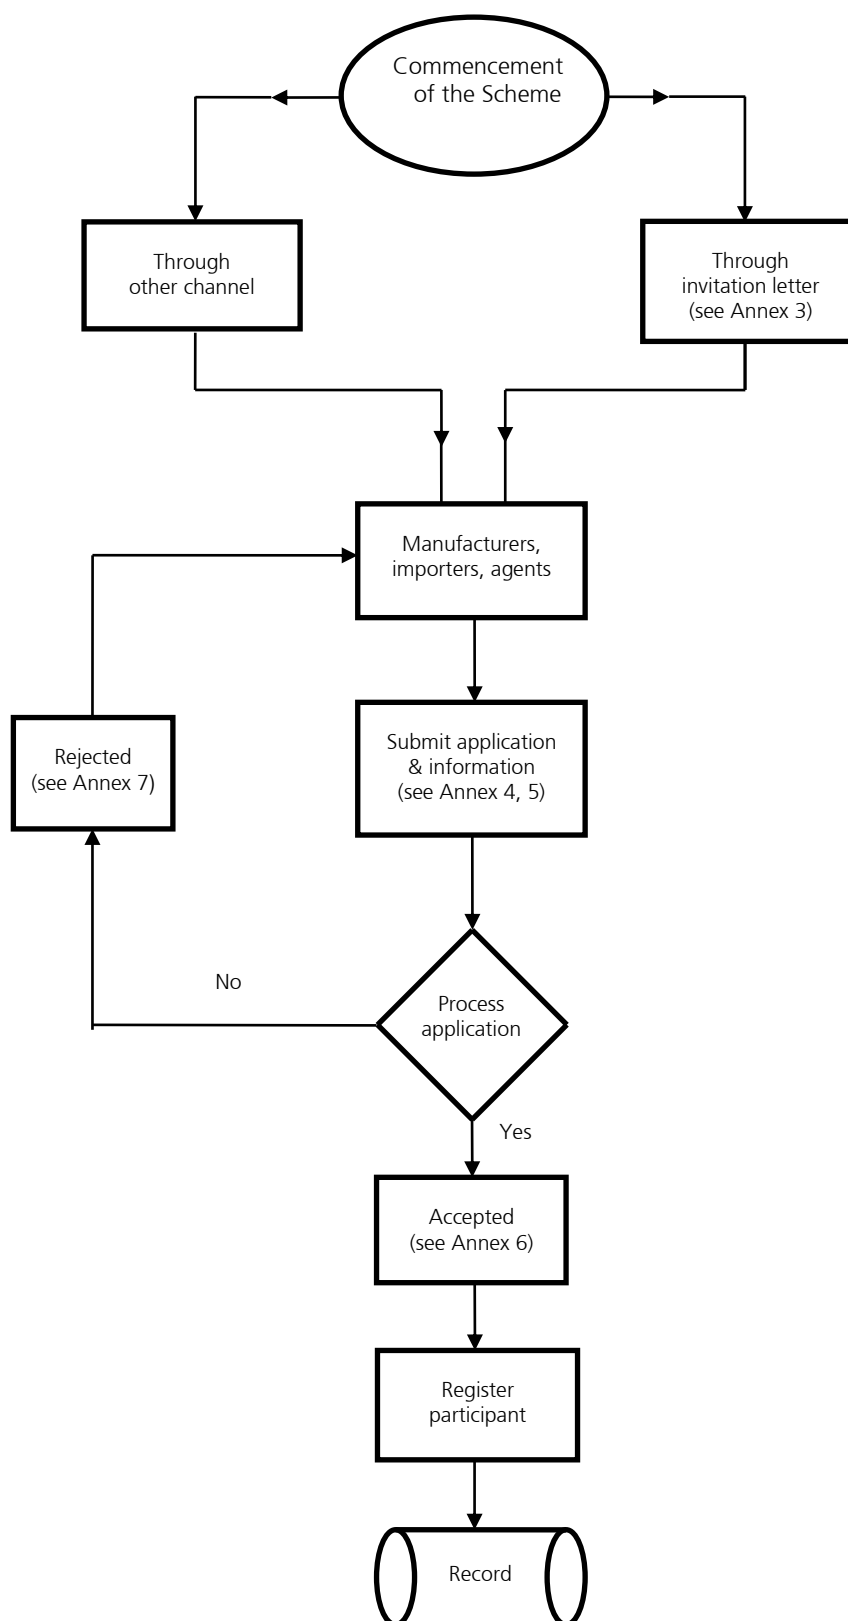 Commencement
of the Scheme
Through
other channel
Through
invitation letter
(see Annex 3)
Manufacturers,
importers, agents
Rejected
(see Annex 7)
Submit application
& information
(see Annex 4, 5)
No
Process
application
Yes
Accepted
(see Annex 6)
Register
participant
Record